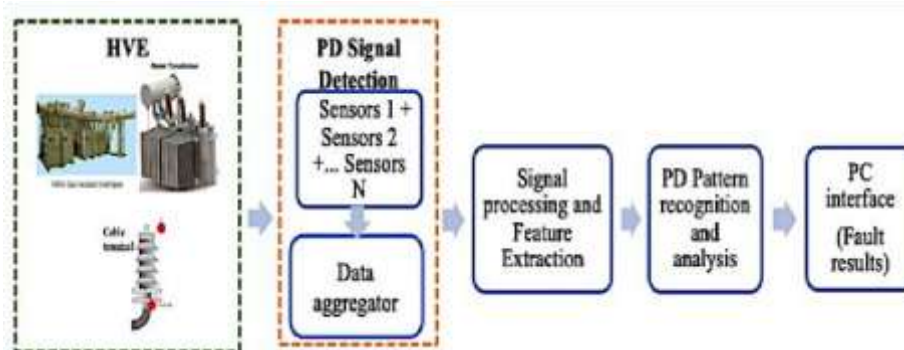 HVE
Cable
terminal
PD Signal
Detection
Sensors 1 +
Sensors 2
+... Sensors
N
Data
aggregator
Signal
processing and
Feature
Extraction
PD Pattern
recognition
and
analysis
PC
interface
(Fault
results)